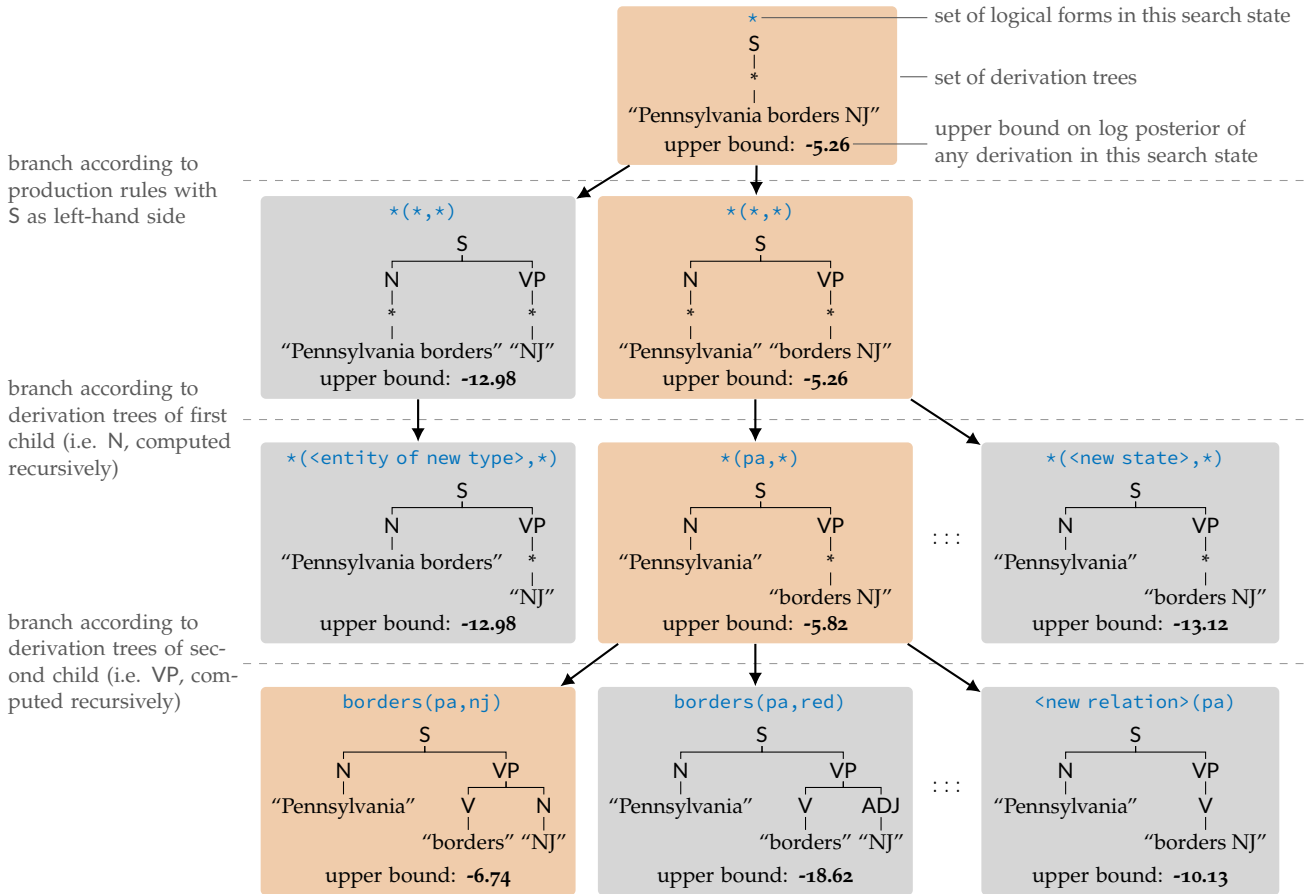 *
set of logical forms in this search state
S
*
set of derivation trees
“Pennsylvania borders NJ”
upper bound: -5.26
upper bound on log posterior of
any derivation in this search state
branch according to
production rules with
S as left-hand side
*(*,*)
S
N VP
* *
“Pennsylvania borders” “NJ”
upper bound: -12.98
*(*,*)
S
N VP
* *
“Pennsylvania” “borders NJ”
upper bound: -5.26
branch according to
derivation trees of first
child (i.e. N, computed
recursively)
*(<entity of new type>,*)
S
N VP
“Pennsylvania borders” *
“NJ”
upper bound: -12.98
*(pa,*)
S
N VP
“Pennsylvania” *
“borders NJ”
upper bound: -5.82
: : :
*(<new state>,*)
S
N VP
“Pennsylvania” *
“borders NJ”
upper bound: -13.12
branch according to
derivation trees of sec-
ond child (i.e. VP, com-
puted recursively)
borders(pa,nj)
S
N VP
“Pennsylvania” V N
“borders” “NJ”
upper bound: -6.74
borders(pa,red)
S
N VP
“Pennsylvania” V ADJ
“borders” “NJ”
upper bound: -18.62
: : :
<new relation>(pa)
S
N VP
“Pennsylvania” V
“borders NJ”
upper bound: -10.13